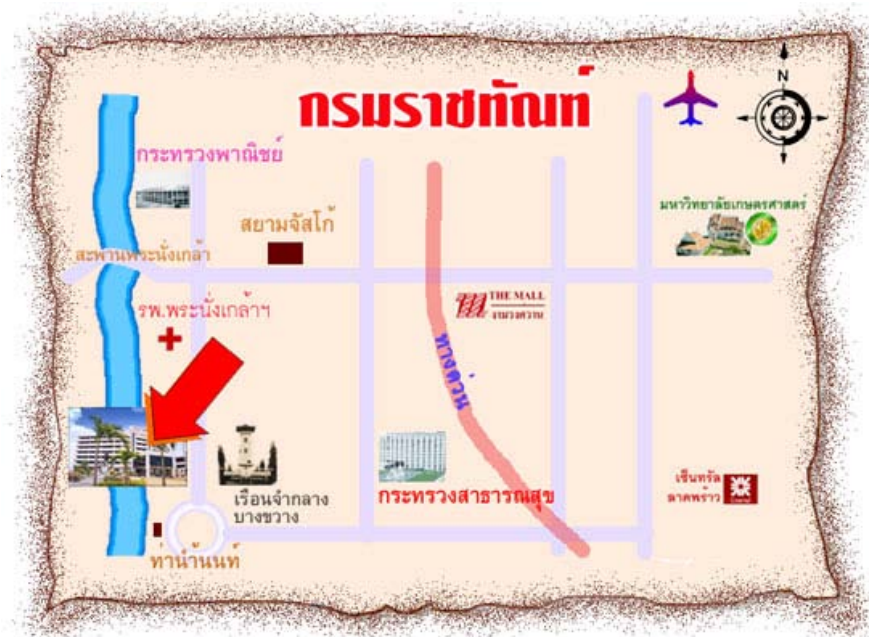 กรมราชทัณฑ์
N
กระทรวงพาณิชย์
สยามจัสโก้
มหาวิทยาลัยเกษตรศาสตร์
สะพานพระนั่งเกล้า
รพ.พระนั่งเกล้าฯ
THE MALL
งามวงศ์วาน
ทางด่วน
เรือนจำกลาง
บางขวาง
กระทรวงสาธารณสุข
เซ็นทรัล
ลาดพร้าว
ท่าน้ำนนท์